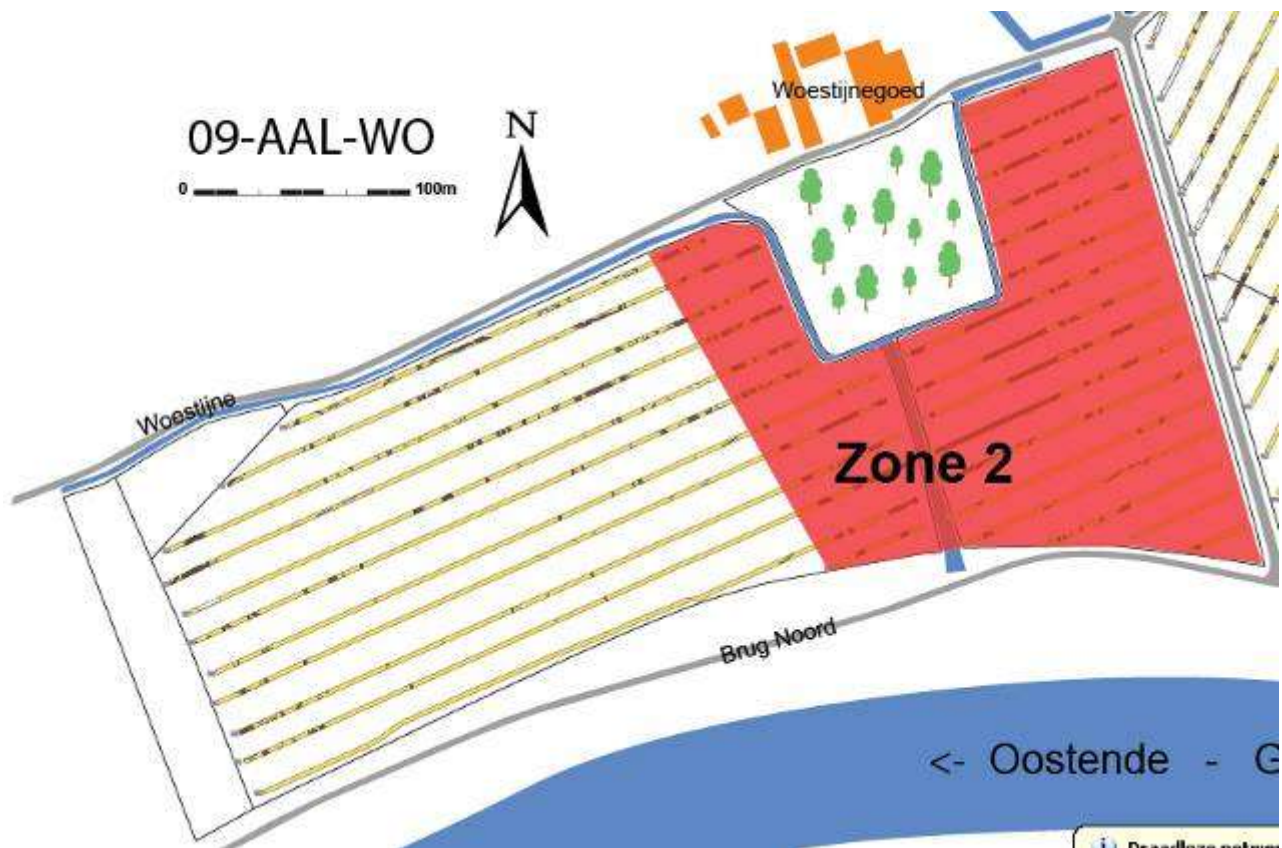 Woestijnegoed
09-AAL-WO
N
0
100m
Woestijne
Zone 2
Brug Noord
<- Oostende - G